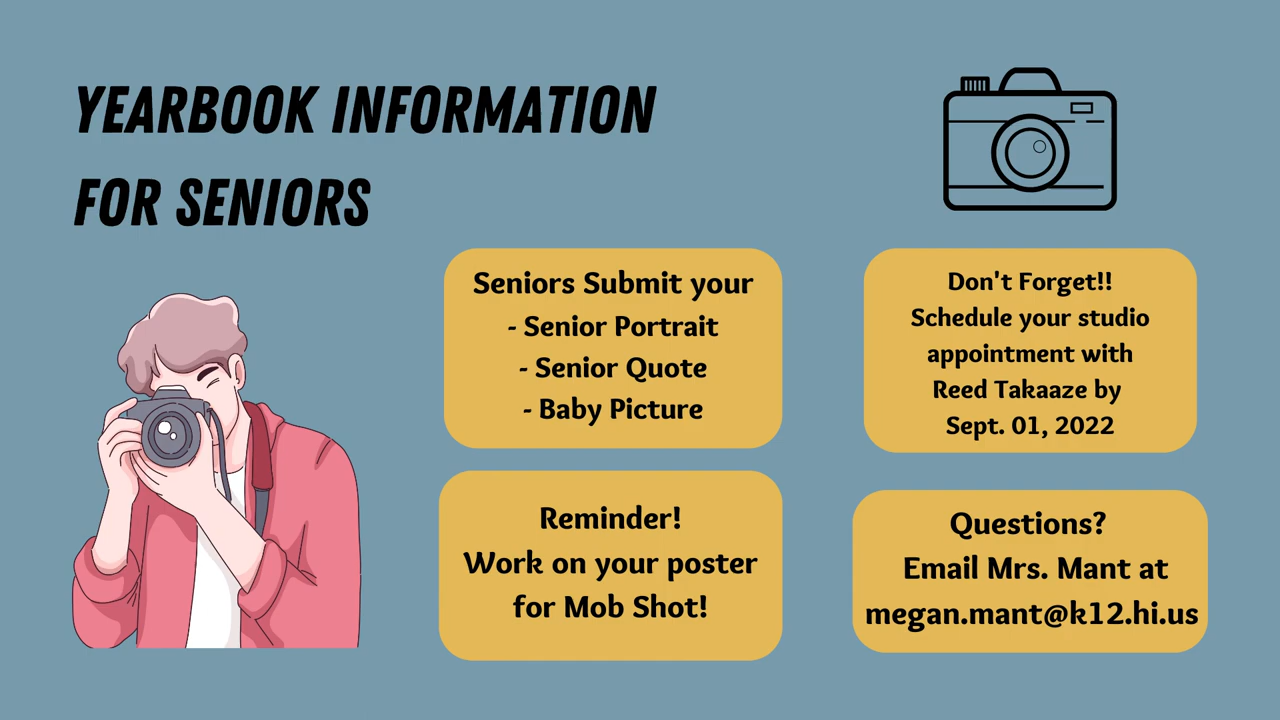 YEARBOOK INFORMATION
FOR SENIORS
Seniors Submit your
- Senior Portrait
- Senior Quote
- Baby Picture
Don't Forget!!
Schedule your studio
appointment with
Reed Takaaze by
Sept. 01, 2022
Reminder!
Work on your poster
for Mob Shot!
Questions?
Email Mrs. Mant at
megan.mant@k12.hi.us